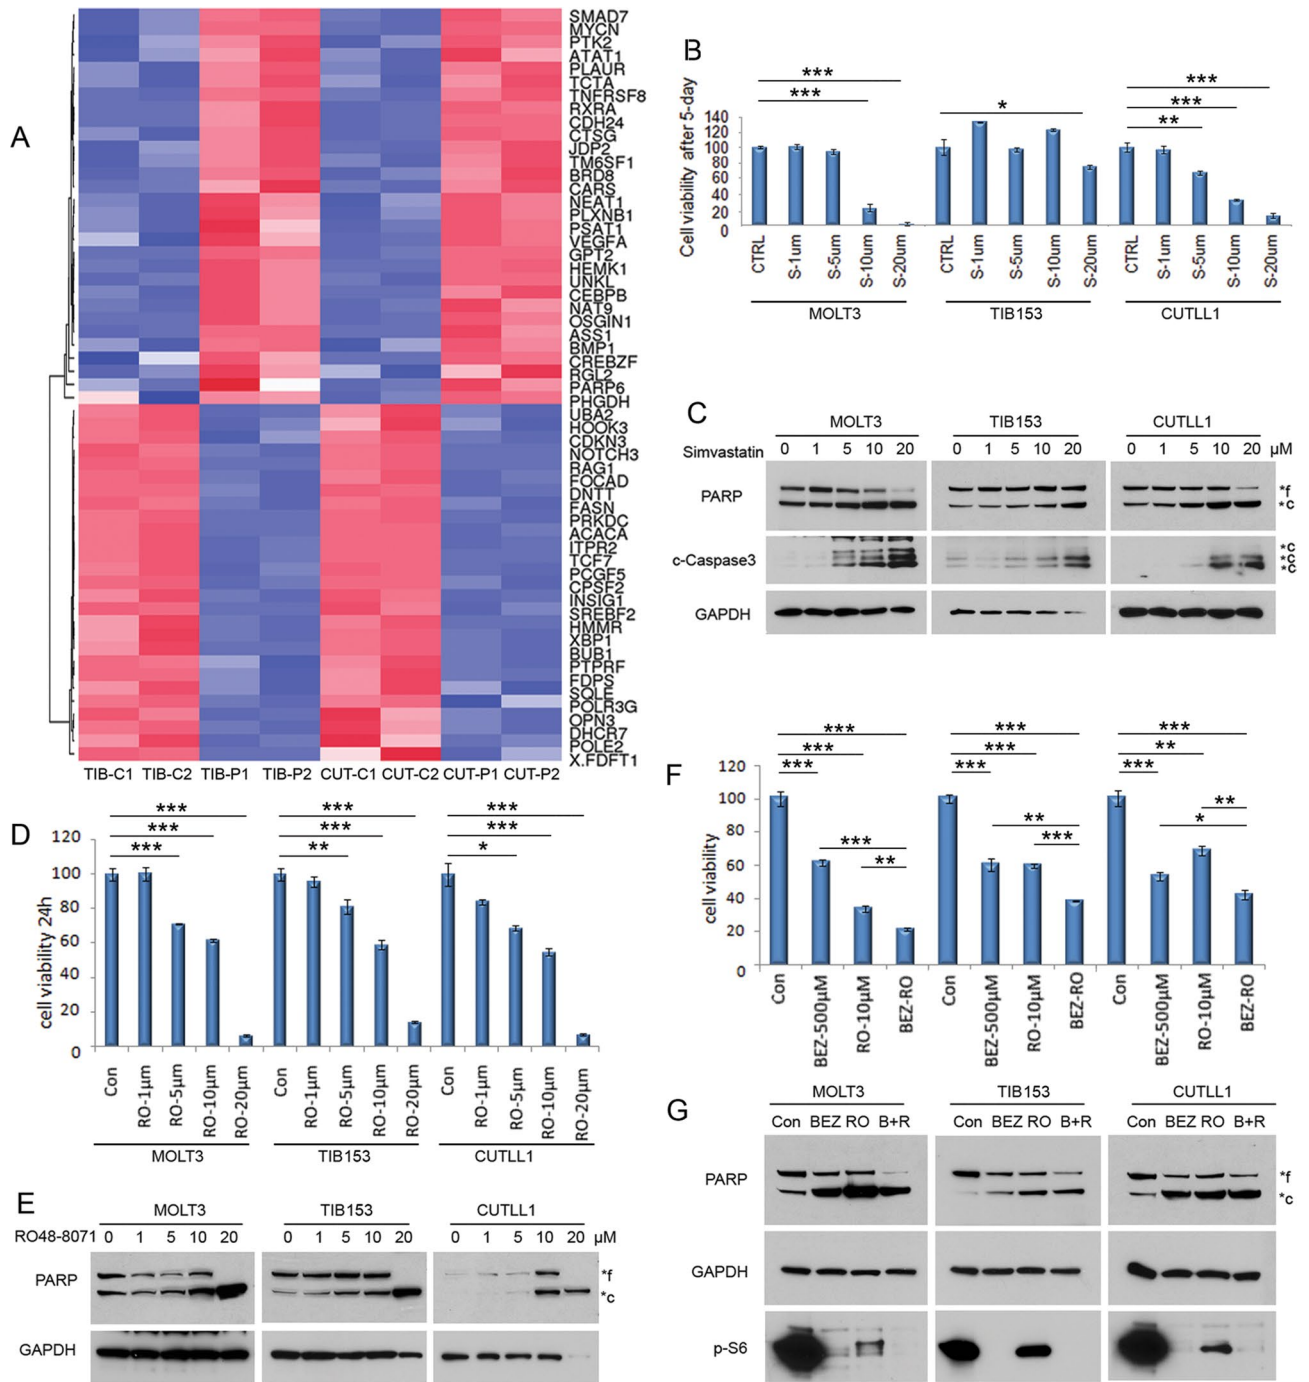 A
SMAD7
MYCN
PTK2
ATAT1
PLAUR
TCTA
TNFRSF8
RXRA
CDH24
CTSG
JDP2
TM6SF1
BRD8
CARS
NEAT1
PLXNB1
PSAT1
VEGFA
GPT2
HEMK1
UNKL
CEBPB
NAT9
OSGIN1
ASS1
BMP1
CREBZF
RGL2
PARP6
PHGDH
UBA2
HOOK3
CDKN3
NOTCH3
RAG1
FOCAD
DNTT
FASN
PRKDC
ACACA
ITPR2
TCF7
PCGF5
CPSF2
INSIG1
SREBF2
HMMR
XBP1
BUB1
PTPRF
FDPS
SQLE
POLR3G
OPN3
DHCR7
POLE2
X.FDFT1
TIB-C1 TIB-C2 TIB-P1 TIB-P2 CUT-C1 CUT-C2 CUT-P1 CUT-P2
B
*** *** * *** *** **
Cell viability after 5-day
140
120
100
80
60
40
20
0
CTRL S-1um S-5um S-10um S-20um CTRL S-1um S-5um S-10um S-20um CTRL S-1um S-5um S-10um S-20um
MOLT3 TIB153 CUTLL1
C
MOLT3 TIB153 CUTLL1
Simvastatin 0 1 5 10 20 0 1 5 10 20 0 1 5 10 20 µM
PARP *f
*c
c-Caspase3 *c
*c
*c
GAPDH
D
*** *** ***
*** *** ***
*** ** *
cell viability 24h
120
100
80
60
40
20
0
Con RO-1µm RO-5µm RO-10µm RO-20µm Con RO-1µm RO-5µm RO-10µm RO-20µm Con RO-1µm RO-5µm RO-10µm RO-20µm
MOLT3 TIB153 CUTLL1
E
MOLT3 TIB153 CUTLL1
RO48-8071 0 1 5 10 20 0 1 5 10 20 0 1 5 10 20 µM
PARP *f
*c
GAPDH
F
*** *** ***
*** *** **
*** *** ***
*** ** ** *** ** *
cell viability
120
100
80
60
40
20
0
Con BEZ-500µM RO-10µM BEZ-RO Con BEZ-500µM RO-10µM BEZ-RO Con BEZ-500µM RO-10µM BEZ-RO
G
MOLT3 TIB153 CUTLL1
Con BEZ RO B+R Con BEZ RO B+R Con BEZ RO B+R
PARP *f
*c
GAPDH
p-S6